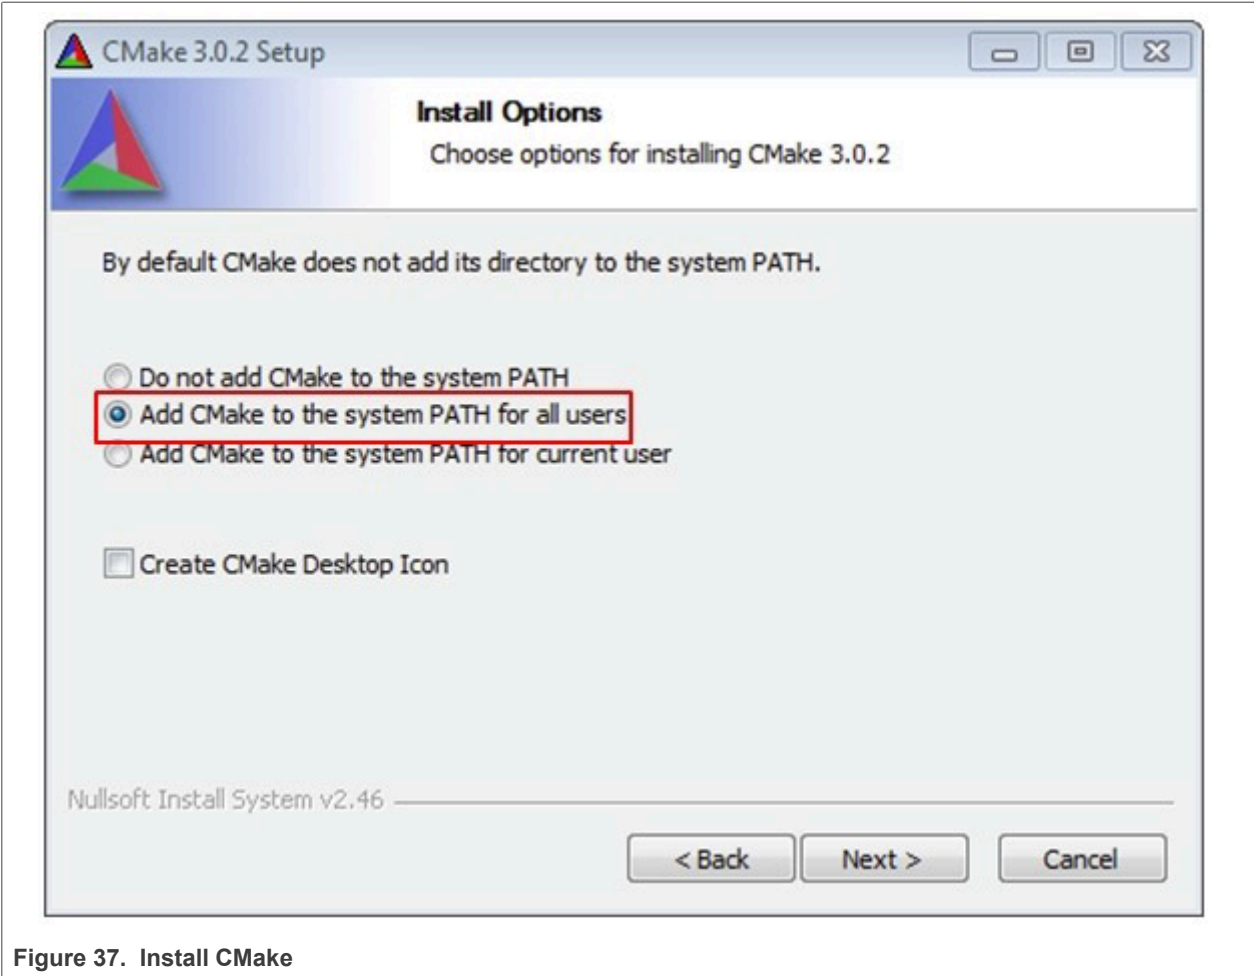 CMake 3.0.2 Setup
Install Options
Choose options for installing CMake 3.0.2
By default CMake does not add its directory to the system PATH.
Do not add CMake to the system PATH
Add CMake to the system PATH for all users
Add CMake to the system PATH for current user
Create CMake Desktop Icon
Nullsoft Install System v2.46
< Back Next > Cancel
Figure 37. Install CMake